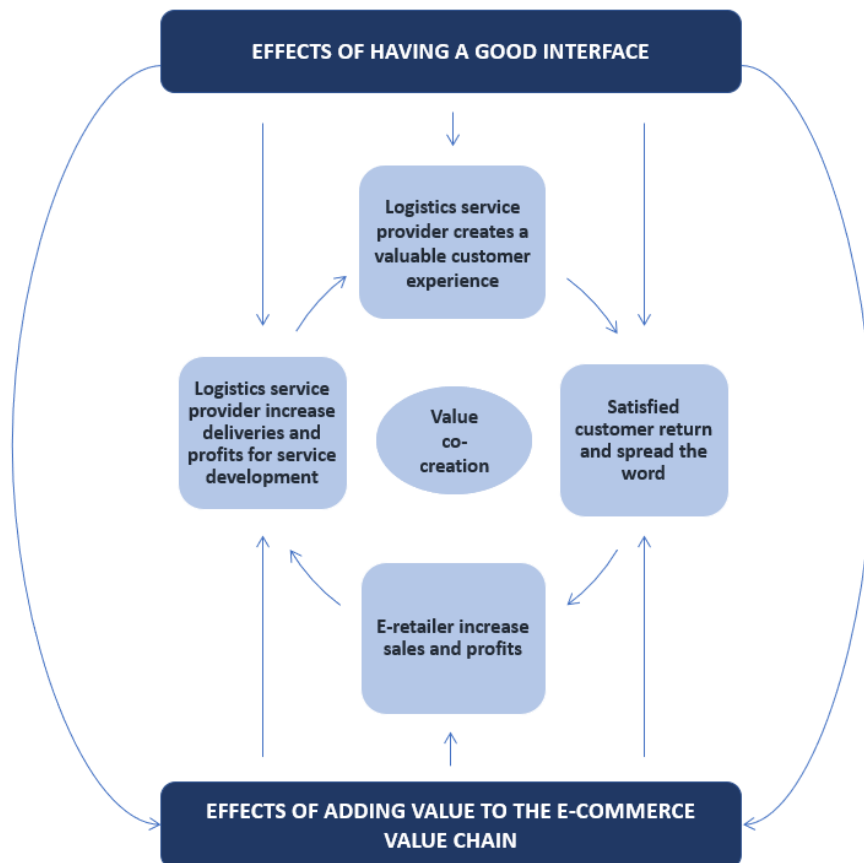 EFFECTS OF HAVING A GOOD INTERFACE
Logistics service
provider creates a
valuable customer
experience
Logistics service
provider increase
deliveries and
profits for service
development
Value
co-
creation
Satisfied
customer return
and spread the
word
E-retailer increase
sales and profits
EFFECTS OF ADDING VALUE TO THE E-COMMERCE
VALUE CHAIN